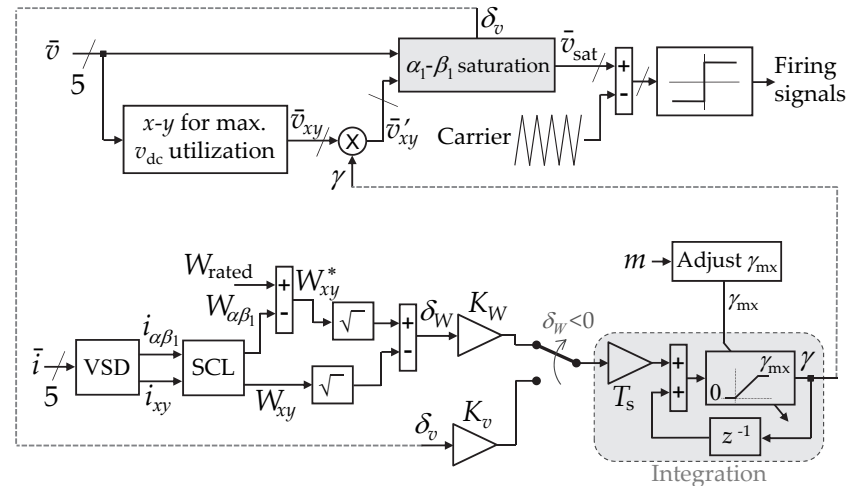 δv
v̄
5
α1-β1 saturation
v̄sat
+
-
Firing
signals
x-y for max.
vdc utilization
v̄xy
X
v̄′xy
γ
Carrier
Wrated
Wαβ1
+
-
W*xy
√
+
-
δW
KW
δW<0
m
Adjust γmx
γmx
ī
5
VSD
iαβ1
ixy
SCL
Wxy
√
Ts
+
+
0
γmx
γ
z-1
δv
Kv
Integration